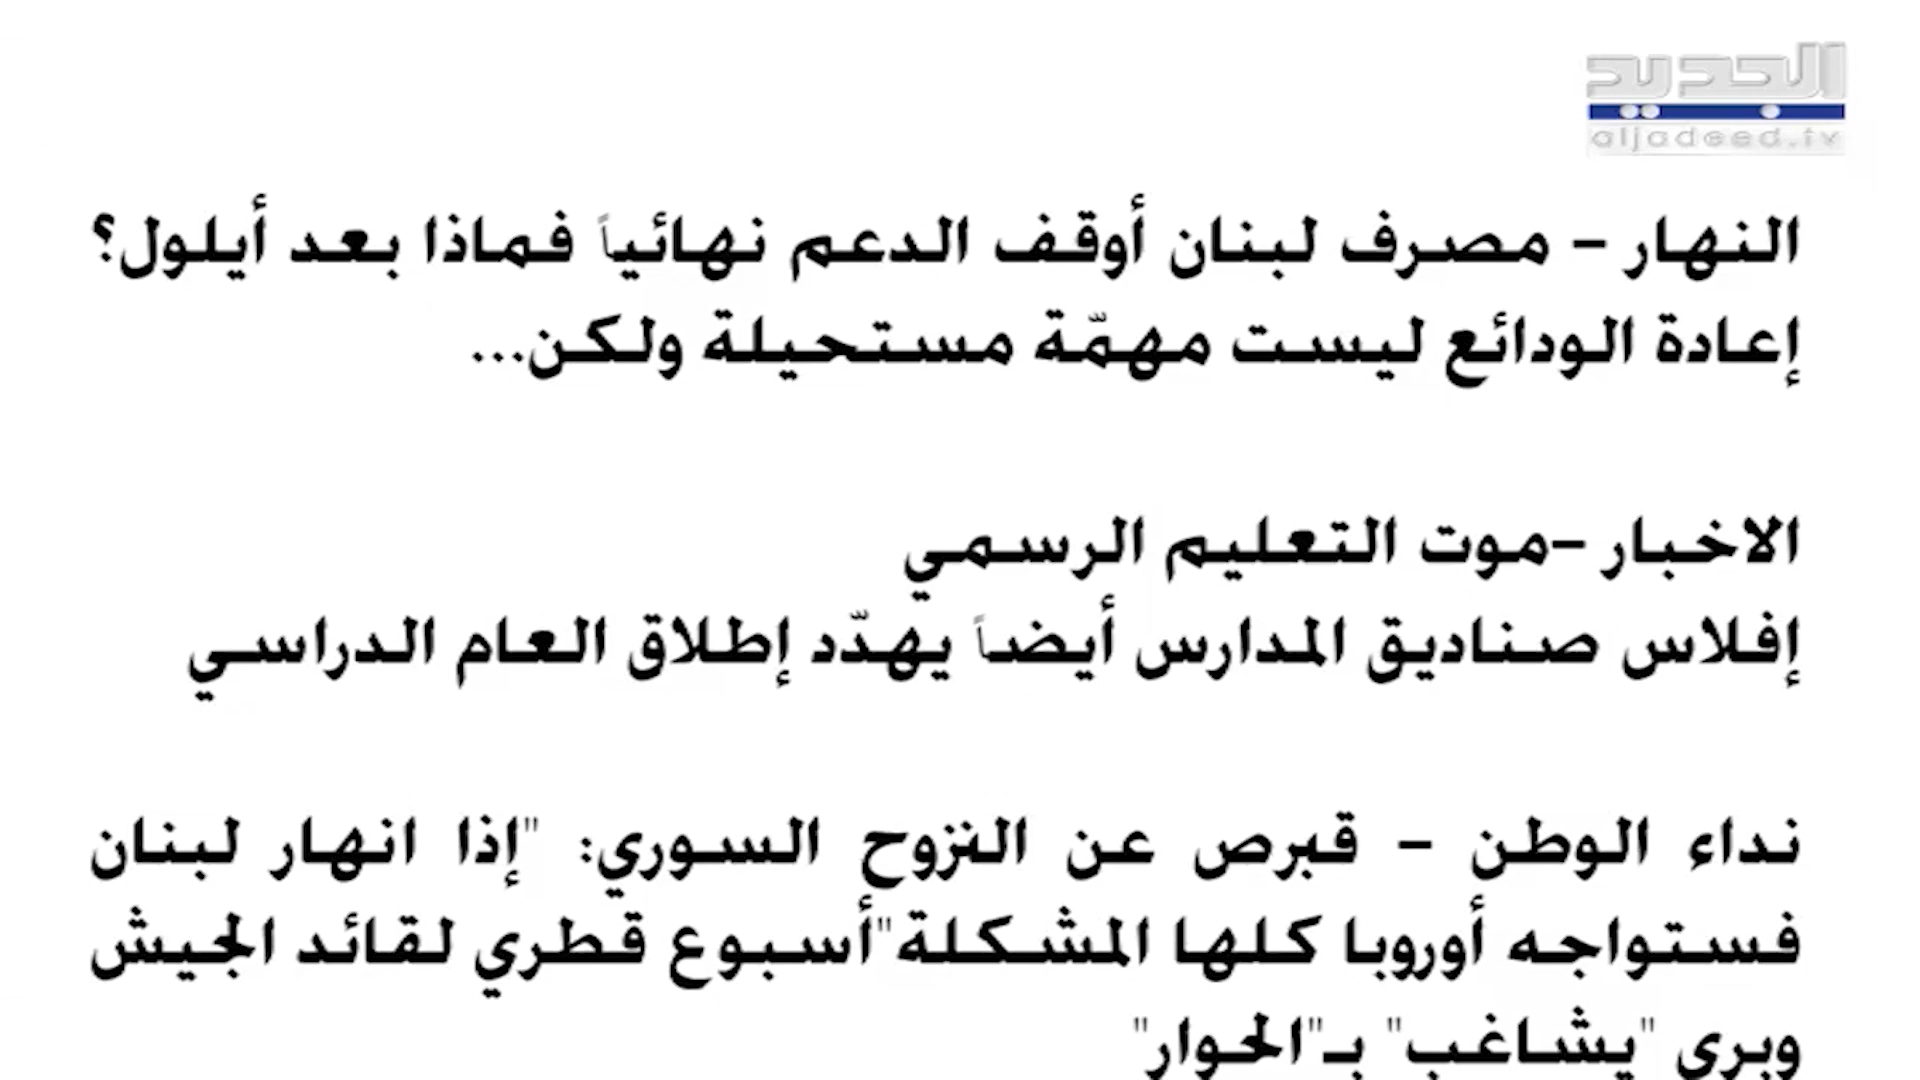 الجديد
aljadeed.tv
النهار – مصرف لبنان أوقف الدعم نهائياً فماذا بعد أيلول؟
إعادة الودائع ليست مهمّة مستحيلة ولكن...
الاخبار –موت التعليم الرسمي
إفلاس صناديق المدارس أيضاً يهدّد إطلاق العام الدراسي
نداء الوطن – قبرص عن النزوح السوري: "إذا انهار لبنان
فستواجه أوروبا كلها المشكلة"أسبوع قطري لقائد الجيش
وبري "يشاغب" بـ"الحوار"